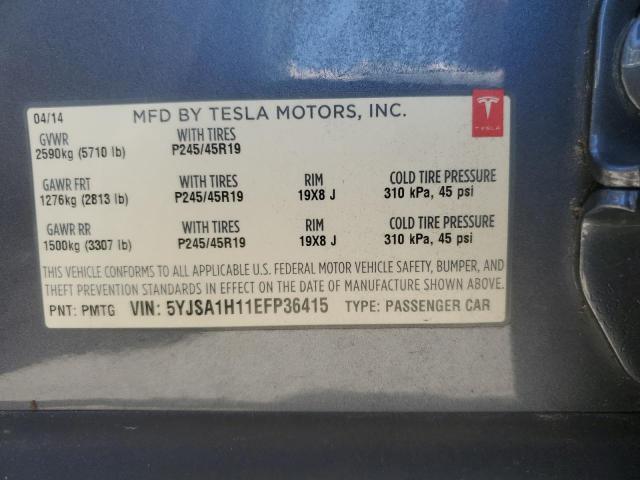 04/14 MFD BY TESLA MOTORS, INC.
TESLA
GVWR WITH TIRES
2590kg (5710 lb) P245/45R19
GAWR FRT WITH TIRES RIM COLD TIRE PRESSURE
1276kg (2813 lb) P245/45R19 19X8 J 310 kPa, 45 psi
GAWR RR WITH TIRES RIM COLD TIRE PRESSURE
1500kg (3307 lb) P245/45R19 19X8 J 310 kPa, 45 psi
THIS VEHICLE CONFORMS TO ALL APPLICABLE U.S. FEDERAL MOTOR VEHICLE SAFETY, BUMPER, AND
THEFT PREVENTION STANDARDS IN EFFECT ON THE DATE OF MANUFACTURE SHOWN ABOVE.
PNT: PMTG VIN: 5YJSA1H11EFP36415 TYPE: PASSENGER CAR